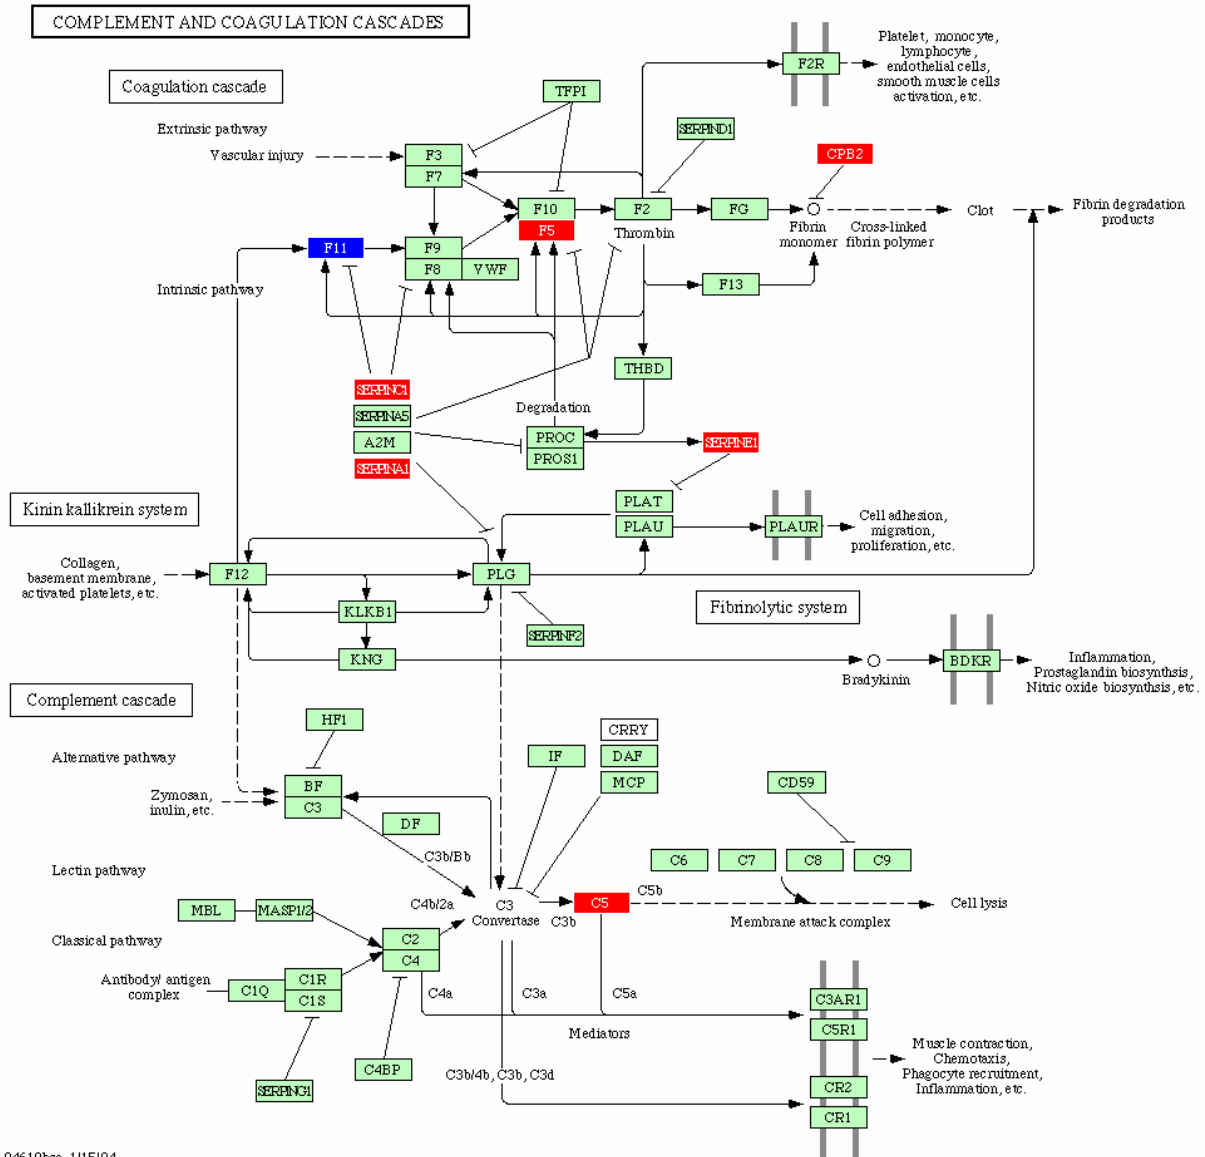 COMPLEMENT AND COAGULATION CASCADES
Platelet, monocyte,
lymphocyte,
endothelial cells,
smooth muscle cells
activation, etc.
F2R
Coagulation cascade
TFPI
Extrinsic pathway
SERPIND1
Vascular injury
F3
F7
CPB2
F10
F5
F2
Thrombin
FG
Fibrin
monomer
Cross-linked
fibrin polymer
Clot
Fibrin degradation
products
F11
F9
F8
VWF
Intrinsic pathway
F13
THBD
SERPINC1
SERPINA5
A2M
SERPINA1
Degradation
PROC
PROS1
SERPINE1
Kinin kallikrein system
PLAT
PLAU
PLAUR
Cell adhesion,
migration,
proliferation, etc.
Collagen,
basement membrane,
activated platelets, etc.
F12
PLG
KLKB1
Fibrinolytic system
SERPINF2
KNG
Bradykinin
BDKR
Inflammation,
Prostaglandin biosynthsis,
Nitric oxide biosynthsis, etc.
Complement cascade
HF1
CRRY
DAF
MCP
IF
Alternative pathway
CD59
BF
C3
Zymosan,
inulin, etc.
DF
C3b/Bb
C6
C7
C8
C9
Lectin pathway
C4b/2a
C3
Convertase
C3b
C5
C5b
Membrane attack complex
Cell lysis
MBL
MASP1/2
Classical pathway
C2
C4
Antibody/ antigen
complex
C1Q
C1R
C1S
C4a
C3a
C5a
Mediators
C3AR1
C5R1
Muscle contraction,
Chemotaxis,
Phagocyte recruitment,
Inflammation, etc.
C4BP
SERPING1
C3b/4b, C3b, C3d
CR2
CR1